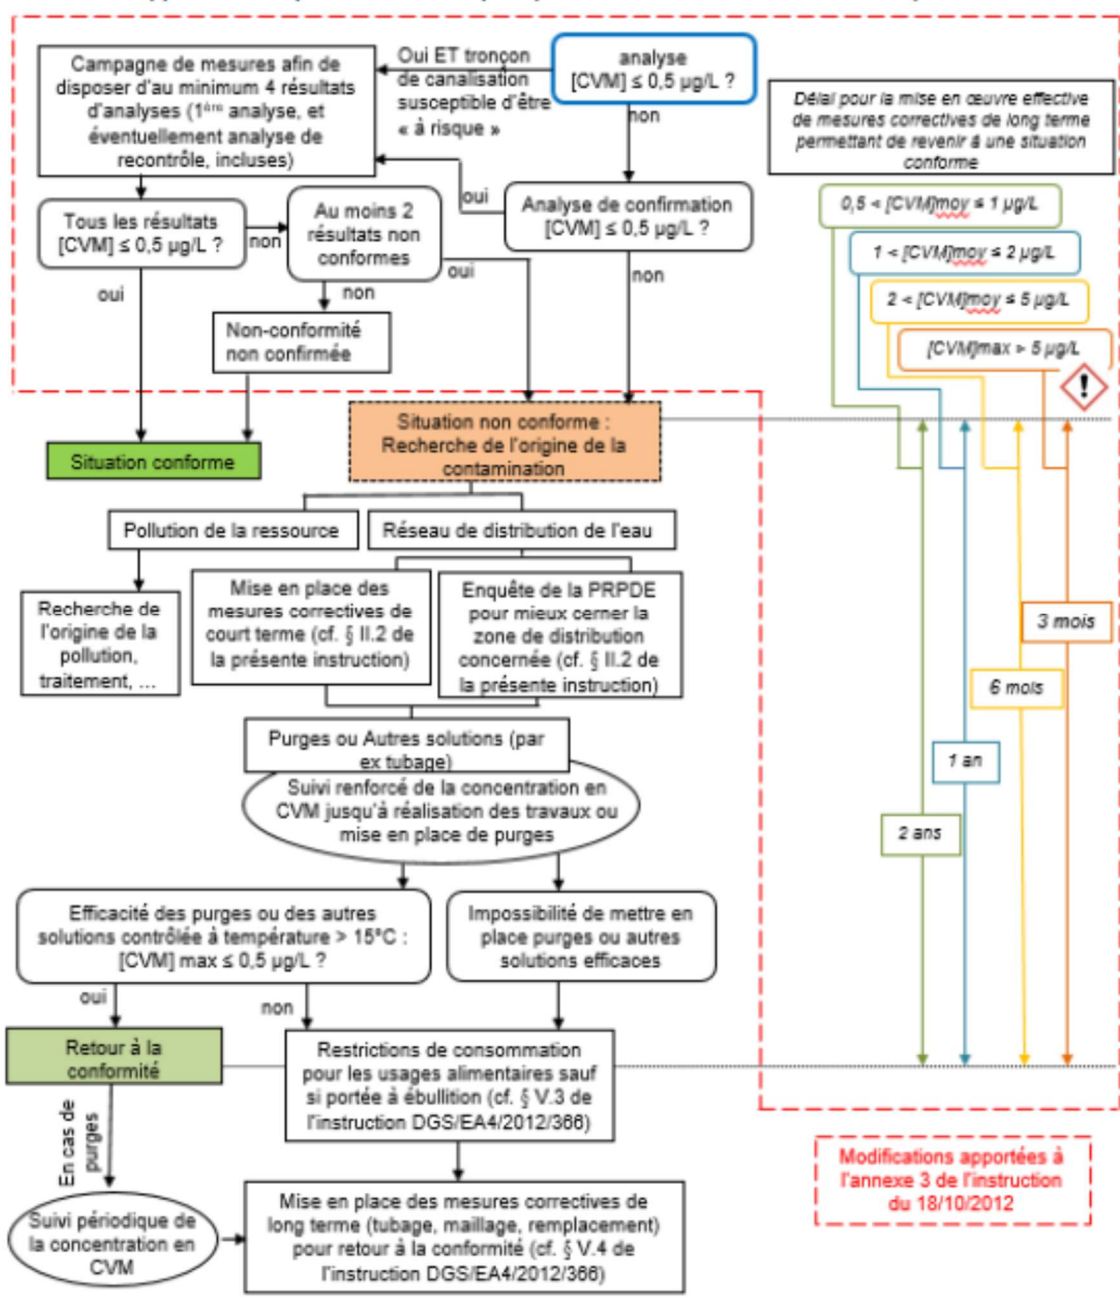 analyse
[CVM] ≤ 0,5 µg/L ?
Oui ET tronçon
de canalisation
susceptible d'être
« à risque »
non
Campagne de mesures afin de
disposer d'au minimum 4 résultats
d'analyses (1ère analyse, et
éventuellement analyse de
recontrôle, incluses)
oui
Analyse de confirmation
[CVM] ≤ 0,5 µg/L ?
Tous les résultats
[CVM] ≤ 0,5 µg/L ?
non
Au moins 2
résultats non
conformes
oui
non
oui
non
Non-conformité
non confirmée
Délai pour la mise en œuvre effective
de mesures correctives de long terme
permettant de revenir à une situation
conforme
0,5 < [CVM]moy ≤ 1 µg/L
1 < [CVM]moy ≤ 2 µg/L
2 < [CVM]moy ≤ 5 µg/L
[CVM]max > 5 µg/L
!
Situation conforme
Situation non conforme :
Recherche de l'origine de la
contamination
Pollution de la ressource
Réseau de distribution de l'eau
Recherche de
l'origine de la
pollution,
traitement, ...
Mise en place des
mesures correctives de
court terme (cf. § II.2 de
la présente instruction)
Enquête de la PRPDE
pour mieux cerner la
zone de distribution
concernée (cf. § II.2 de
la présente instruction)
3 mois
6 mois
1 an
2 ans
Purges ou Autres solutions (par
ex tubage)
Suivi renforcé de la concentration en
CVM jusqu'à réalisation des travaux ou
mise en place de purges
Efficacité des purges ou des autres
solutions contrôlée à température > 15°C :
[CVM] max ≤ 0,5 µg/L ?
Impossibilité de mettre en
place purges ou autres
solutions efficaces
oui
non
Retour à la
conformité
Restrictions de consommation
pour les usages alimentaires sauf
si portée à ébullition (cf. § V.3 de
l'instruction DGS/EA4/2012/366)
En cas de
purges
Suivi périodique de
la concentration en
CVM
Mise en place des mesures correctives de
long terme (tubage, maillage, remplacement)
pour retour à la conformité (cf. § V.4 de
l'instruction DGS/EA4/2012/366)
Modifications apportées à
l'annexe 3 de l'instruction
du 18/10/2012